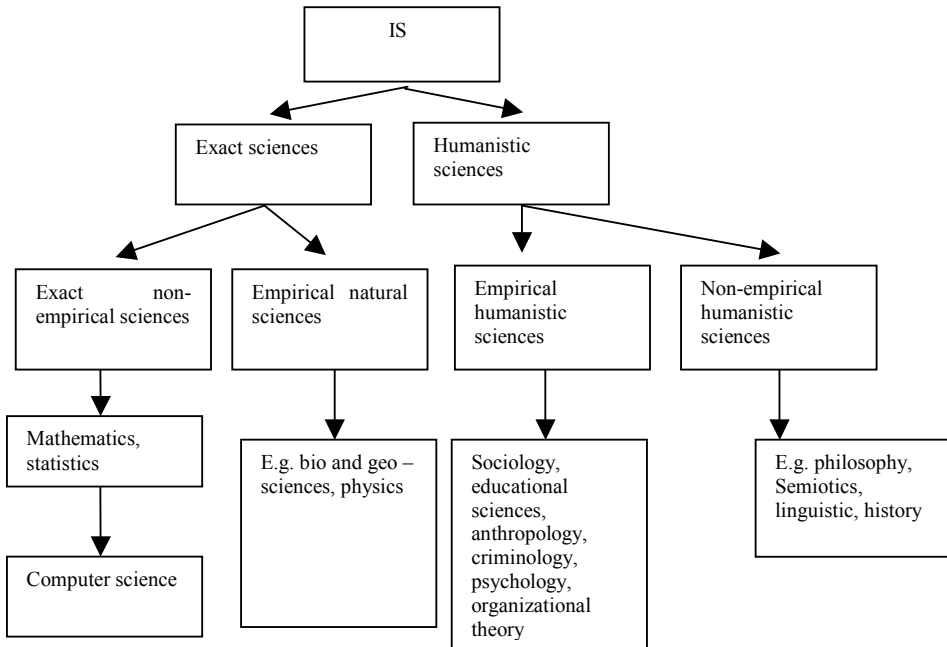 IS
Exact sciences
Humanistic
sciences
Exact non-
empirical sciences
Empirical natural
sciences
Empirical
humanistic
sciences
Non-empirical
humanistic
sciences
Mathematics,
statistics
E.g. bio and geo –
sciences, physics
Sociology,
educational
sciences,
anthropology,
criminology,
psychology,
organizational
theory
E.g. philosophy,
Semiotics,
linguistic, history
Computer science